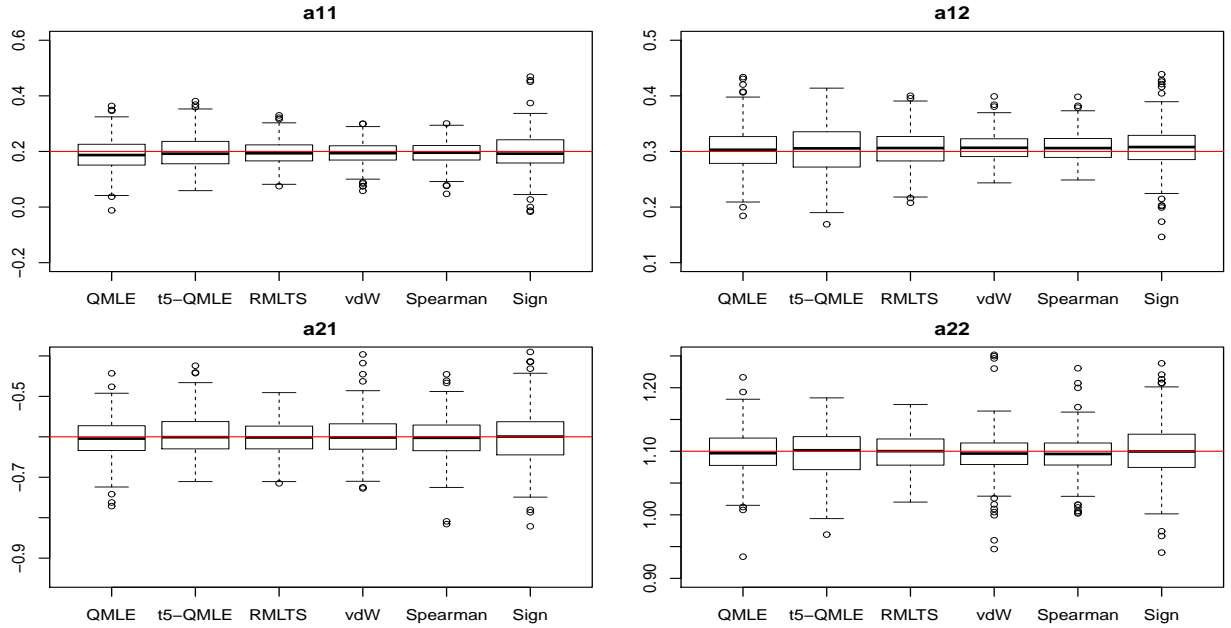 a11
0.6
0.4
0.2
0.0
−0.2
QMLE t5−QMLE RMLTS vdW Spearman Sign
a12
0.5
0.4
0.3
0.2
0.1
QMLE t5−QMLE RMLTS vdW Spearman Sign
a21
−0.5
−0.7
−0.9
QMLE t5−QMLE RMLTS vdW Spearman Sign
a22
1.20
1.10
1.00
0.90
QMLE t5−QMLE RMLTS vdW Spearman Sign